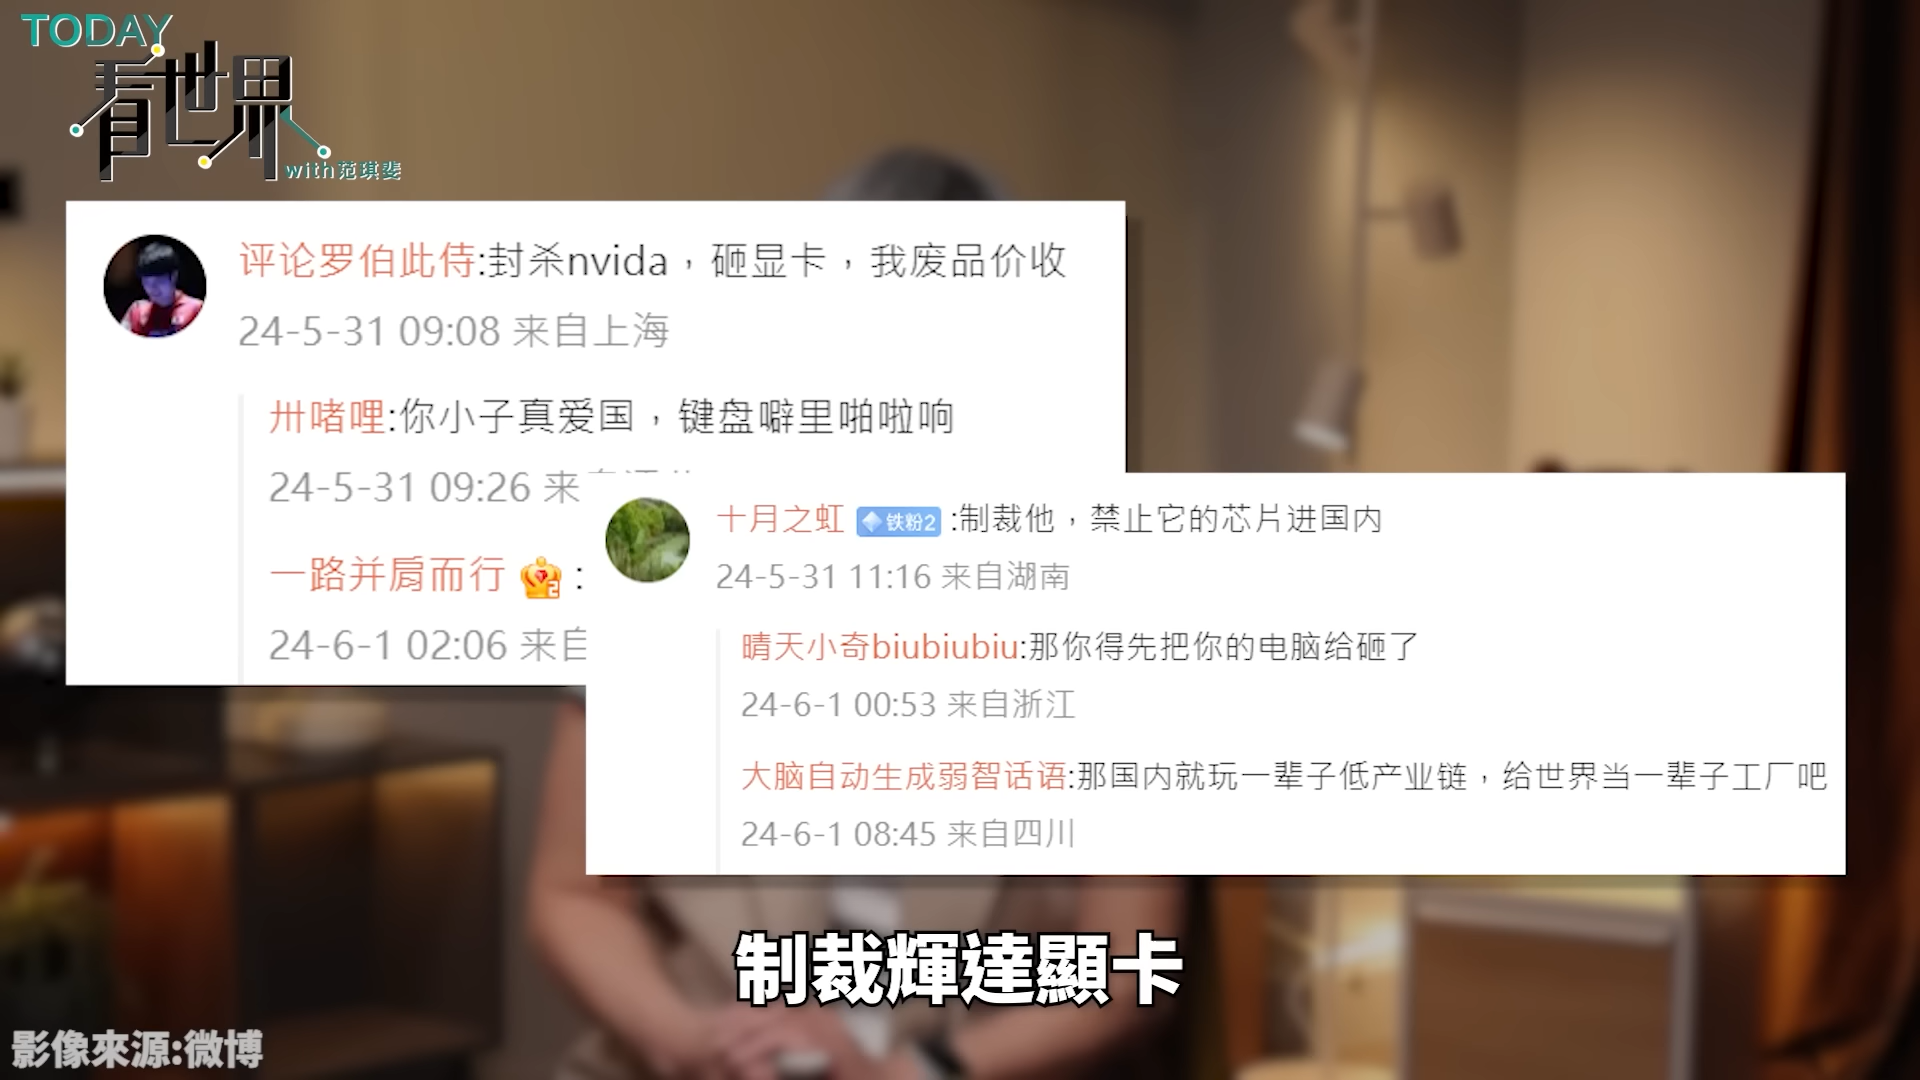 TODAY
看世界
with范琪斐
评论罗伯此侍:封杀nvida，砸显卡，我废品价收
24-5-31 09:08 来自上海
卅啫哩:你小子真爱国，键盘噼里啪啦响
24-5-31 09:26 来
一路并肩而行 2 :
24-6-1 02:06 来自
十月之虹 铁粉2 :制裁他，禁止它的芯片进国内
24-5-31 11:16 来自湖南
晴天小奇biubiubiu:那你得先把你的电脑给砸了
24-6-1 00:53 来自浙江
大脑自动生成弱智话语:那国内就玩一辈子低产业链，给世界当一辈子工厂吧
24-6-1 08:45 来自四川
制裁輝達顯卡
影像來源:微博